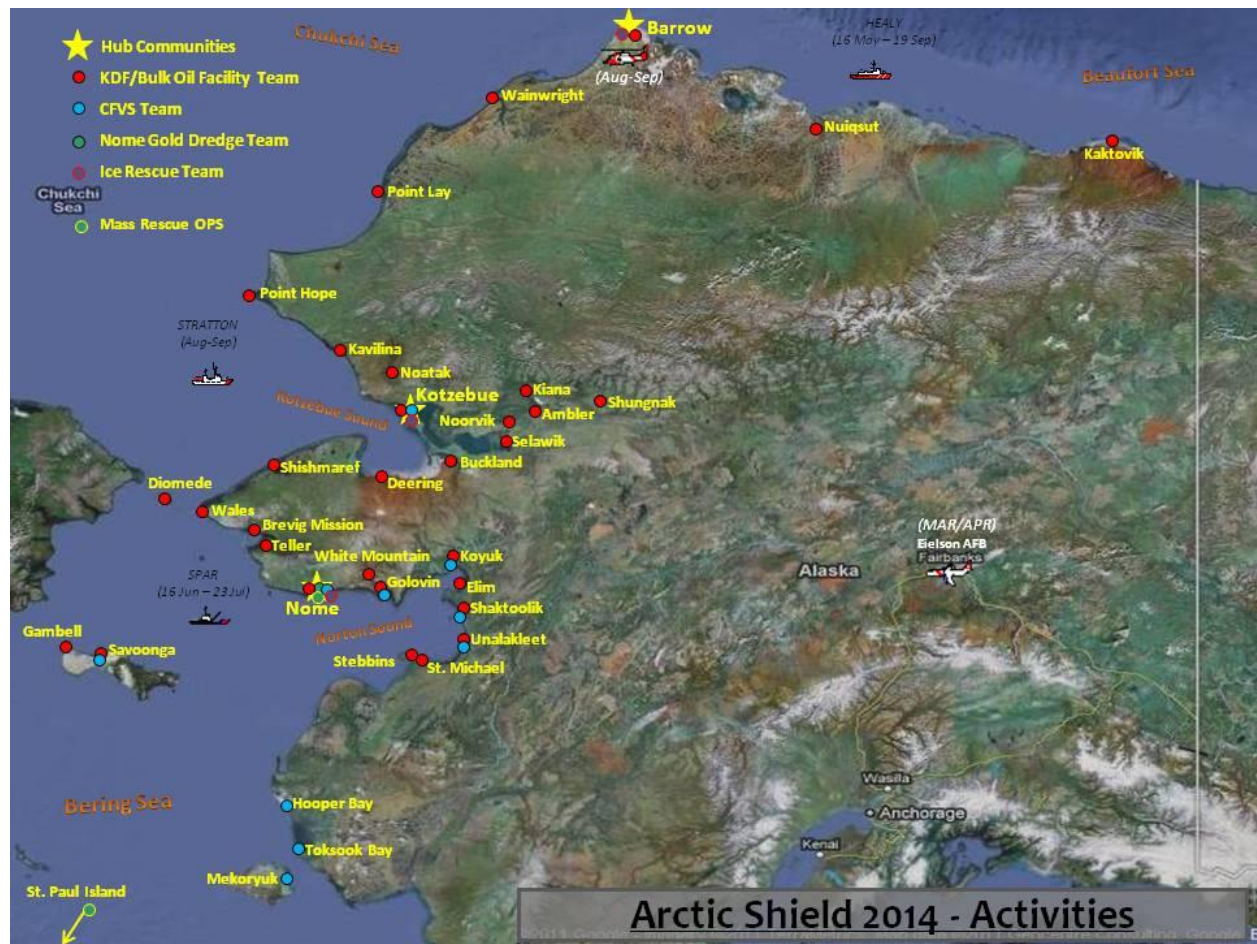 Hub Communities
KDF/Bulk Oil Facility Team
CFVS Team
Nome Gold Dredge Team
Ice Rescue Team
Mass Rescue OPS
Chukchi Sea
Barrow
(Aug-Sep)
HEALY
(16 May – 19 Sep)
Beaufort Sea
Wainwright
Nuiqsut
Kaktovik
Chukchi
Sea
Point Lay
Point Hope
STRATTON
(Aug-Sep)
Kavilina
Noatak
Kotzebue
Kotzebue Sound
Kiana
Ambler
Shungnak
Noorvik
Selawik
Buckland
Shishmaref
Deering
Diomede
Wales
Brevig Mission
Teller
White Mountain
Koyuk
(MAR/APR)
Eielson AFB
Fairbanks
Alaska
SPAR
(16 Jun – 23 Jul)
Golovin
Elim
Nome
Shaktoolik
Norton Sound
Unalakleet
Gambell
Savoonga
Stebbins
St. Michael
Bering Sea
Hooper Bay
Toksook Bay
Mekoryuk
St. Paul Island
Wasilla
Anchorage
Kenai
Arctic Shield 2014 - Activities